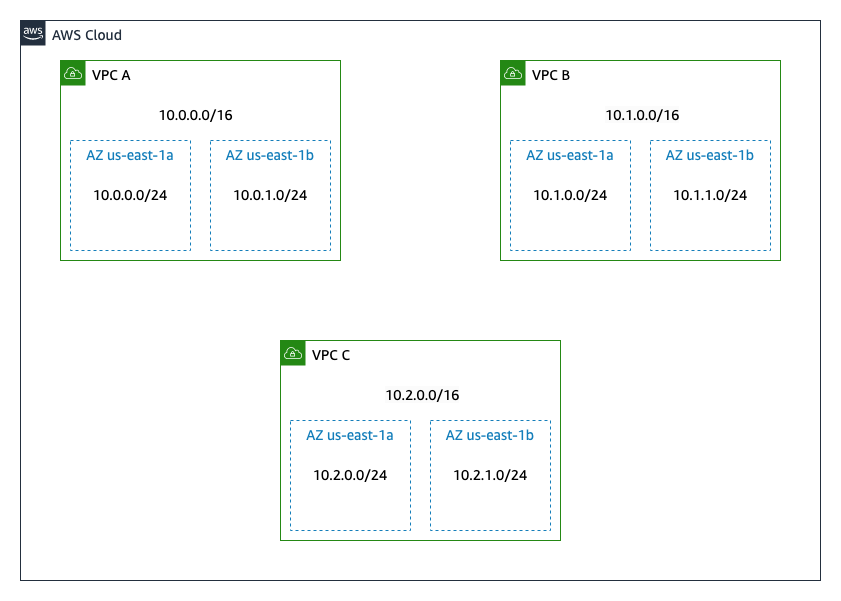 aws
AWS Cloud
VPC A
10.0.0.0/16
AZ us-east-1a
10.0.0.0/24
AZ us-east-1b
10.0.1.0/24
VPC B
10.1.0.0/16
AZ us-east-1a
10.1.0.0/24
AZ us-east-1b
10.1.1.0/24
VPC C
10.2.0.0/16
AZ us-east-1a
10.2.0.0/24
AZ us-east-1b
10.2.1.0/24